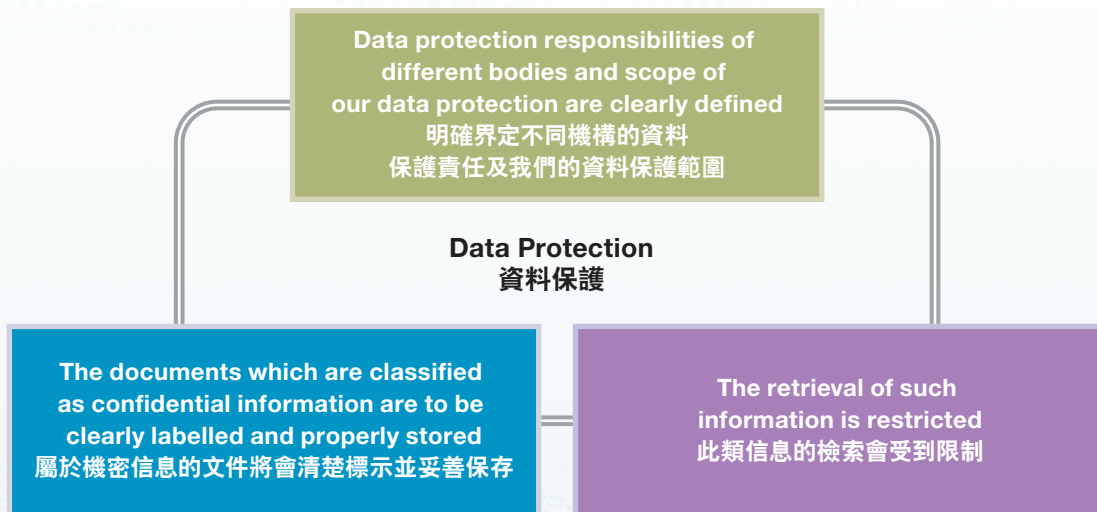 Data protection responsibilities of
different bodies and scope of
our data protection are clearly defined
明確界定不同機構的資料
保護責任及我們的資料保護範圍
Data Protection
資料保護
The documents which are classified
as confidential information are to be
clearly labelled and properly stored
屬於機密信息的文件將會清楚標示並妥善保存
The retrieval of such
information is restricted
此類信息的檢索會受到限制